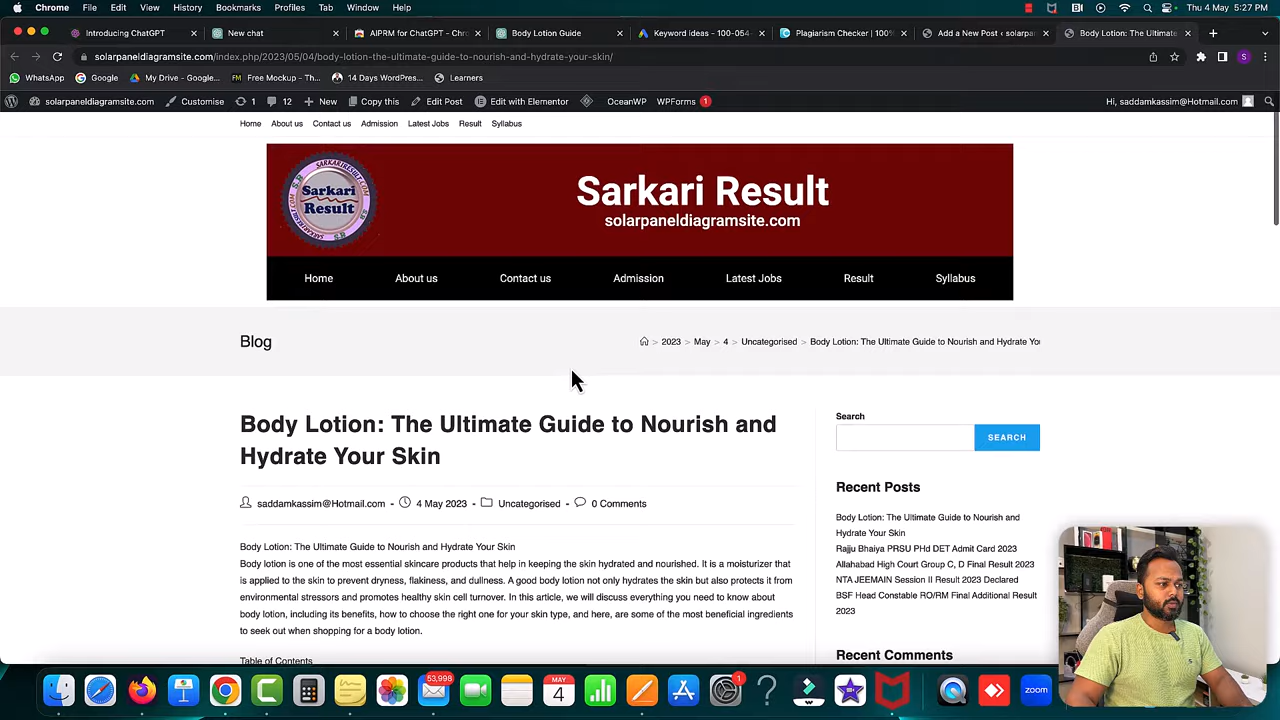 Chrome File Edit View History Bookmarks Profiles Tab Window Help Thu 4 May 5:27 PM
Introducing ChatGPT New chat AIPRM for ChatGPT - Chro Body Lotion Guide Keyword ideas - 100-054- Plagiarism Checker | 100% Add a New Post ‹ solarpan Body Lotion: The Ultimate
solarpaneldiagramsite.com/index.php/2023/05/04/body-lotion-the-ultimate-guide-to-nourish-and-hydrate-your-skin/
WhatsApp Google My Drive - Google... Free Mockup - Th... 14 Days WordPres... Learners
solarpaneldiagramsite.com Customise 1 12 New Copy this Edit Post Edit with Elementor OceanWP WPForms 1 Hi, saddamkassim@Hotmail.com
Home About us Contact us Admission Latest Jobs Result Syllabus
Sarkari
Result
Sarkari Result
solarpaneldiagramsite.com
Home About us Contact us Admission Latest Jobs Result Syllabus
Blog
> 2023 > May > 4 > Uncategorised > Body Lotion: The Ultimate Guide to Nourish and Hydrate You
Body Lotion: The Ultimate Guide to Nourish and
Hydrate Your Skin
saddamkassim@Hotmail.com - 4 May 2023 - Uncategorised - 0 Comments
Body Lotion: The Ultimate Guide to Nourish and Hydrate Your Skin
Body lotion is one of the most essential skincare products that help in keeping the skin hydrated and nourished. It is a moisturizer that
is applied to the skin to prevent dryness, flakiness, and dullness. A good body lotion not only hydrates the skin but also protects it from
environmental stressors and promotes healthy skin cell turnover. In this article, we will discuss everything you need to know about
body lotion, including its benefits, how to choose the right one for your skin type, and here, are some of the most beneficial ingredients
to seek out when shopping for a body lotion.
Table of Contents
Search
SEARCH
Recent Posts
Body Lotion: The Ultimate Guide to Nourish and
Hydrate Your Skin
Rajju Bhaiya PRSU PHd DET Admit Card 2023
Allahabad High Court Group C, D Final Result 2023
NTA JEEMAIN Session II Result 2023 Declared
BSF Head Constable RO/RM Final Additional Result
2023
Recent Comments
53,998
MAY
4
1
zoom